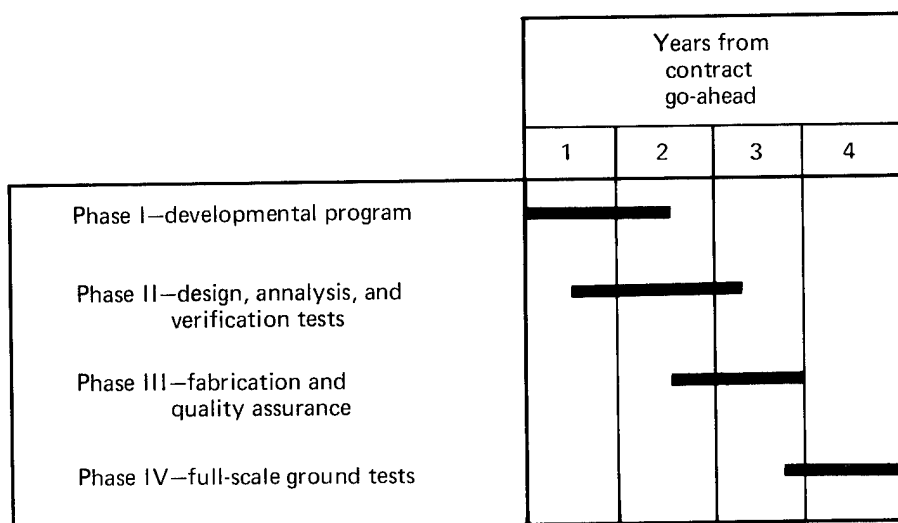 Years from
contract
go-ahead
1 2 3 4
Phase I—developmental program
Phase II—design, annalysis, and
verification tests
Phase III—fabrication and
quality assurance
Phase IV—full-scale ground tests